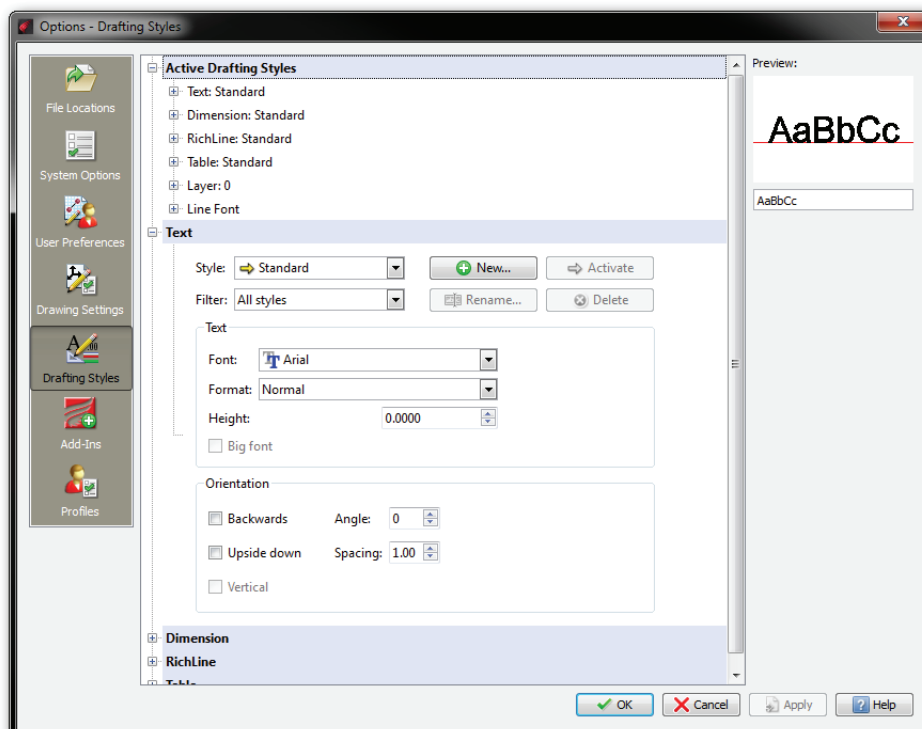 Options - Drafting Styles
File Locations
System Options
User Preferences
Drawing Settings
Drafting Styles
Add-Ins
Profiles
Active Drafting Styles
Text: Standard
Dimension: Standard
RichLine: Standard
Table: Standard
Layer: 0
Line Font
Text
Style: Standard New... Activate
Filter: All styles Rename... Delete
Text
Font: Arial
Format: Normal
Height: 0.0000
Big font
Orientation
Backwards Angle: 0
Upside down Spacing: 1.00
Vertical
Dimension
RichLine
Table
Preview:
AaBbCc
AaBbCc
OK Cancel Apply Help